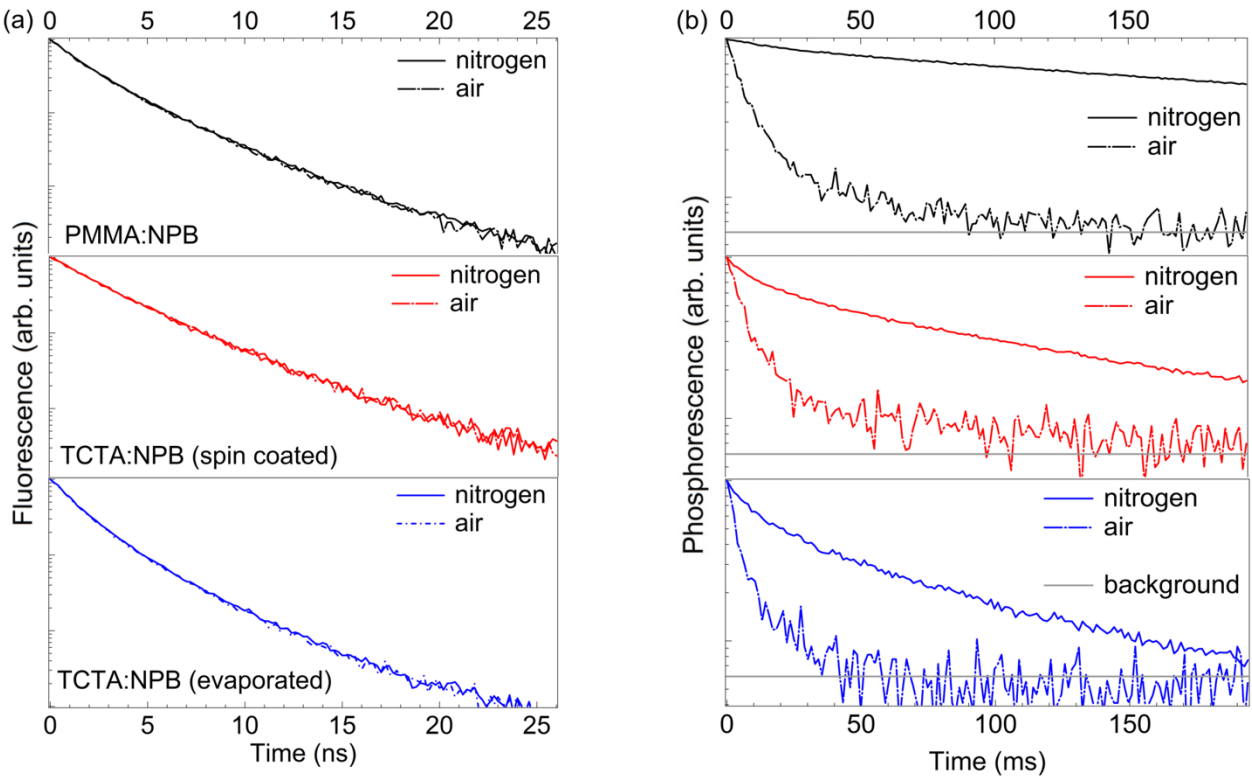 (a)
0 5 10 15 20 25
nitrogen
air
PMMA:NPB
nitrogen
air
TCTA:NPB (spin coated)
nitrogen
air
TCTA:NPB (evaporated)
Fluorescence (arb. units)
0 5 10 15 20 25
Time (ns)
(b)
0 50 100 150
nitrogen
air
nitrogen
air
nitrogen
air
background
Phosphorescence (arb. units)
0 50 100 150
Time (ms)